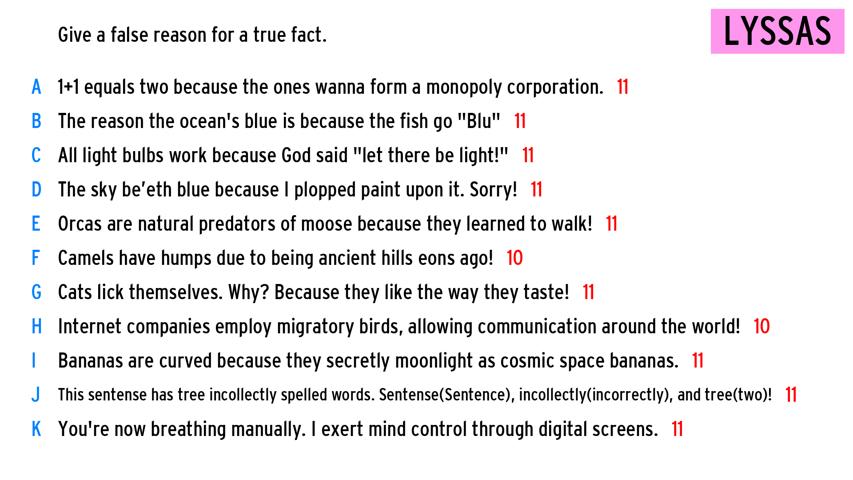 Give a false reason for a true fact.
LYSSAS
A 1+1 equals two because the ones wanna form a monopoly corporation. 11
B The reason the ocean's blue is because the fish go "Blu" 11
C All light bulbs work because God said "let there be light!" 11
D The sky be'eth blue because I plopped paint upon it. Sorry! 11
E Orcas are natural predators of moose because they learned to walk! 11
F Camels have humps due to being ancient hills eons ago! 10
G Cats lick themselves. Why? Because they like the way they taste! 11
H Internet companies employ migratory birds, allowing communication around the world! 10
I Bananas are curved because they secretly moonlight as cosmic space bananas. 11
J This sentense has tree incollectly spelled words. Sentense(Sentence), incollectly(incorrectly), and tree(two)! 11
K You're now breathing manually. I exert mind control through digital screens. 11